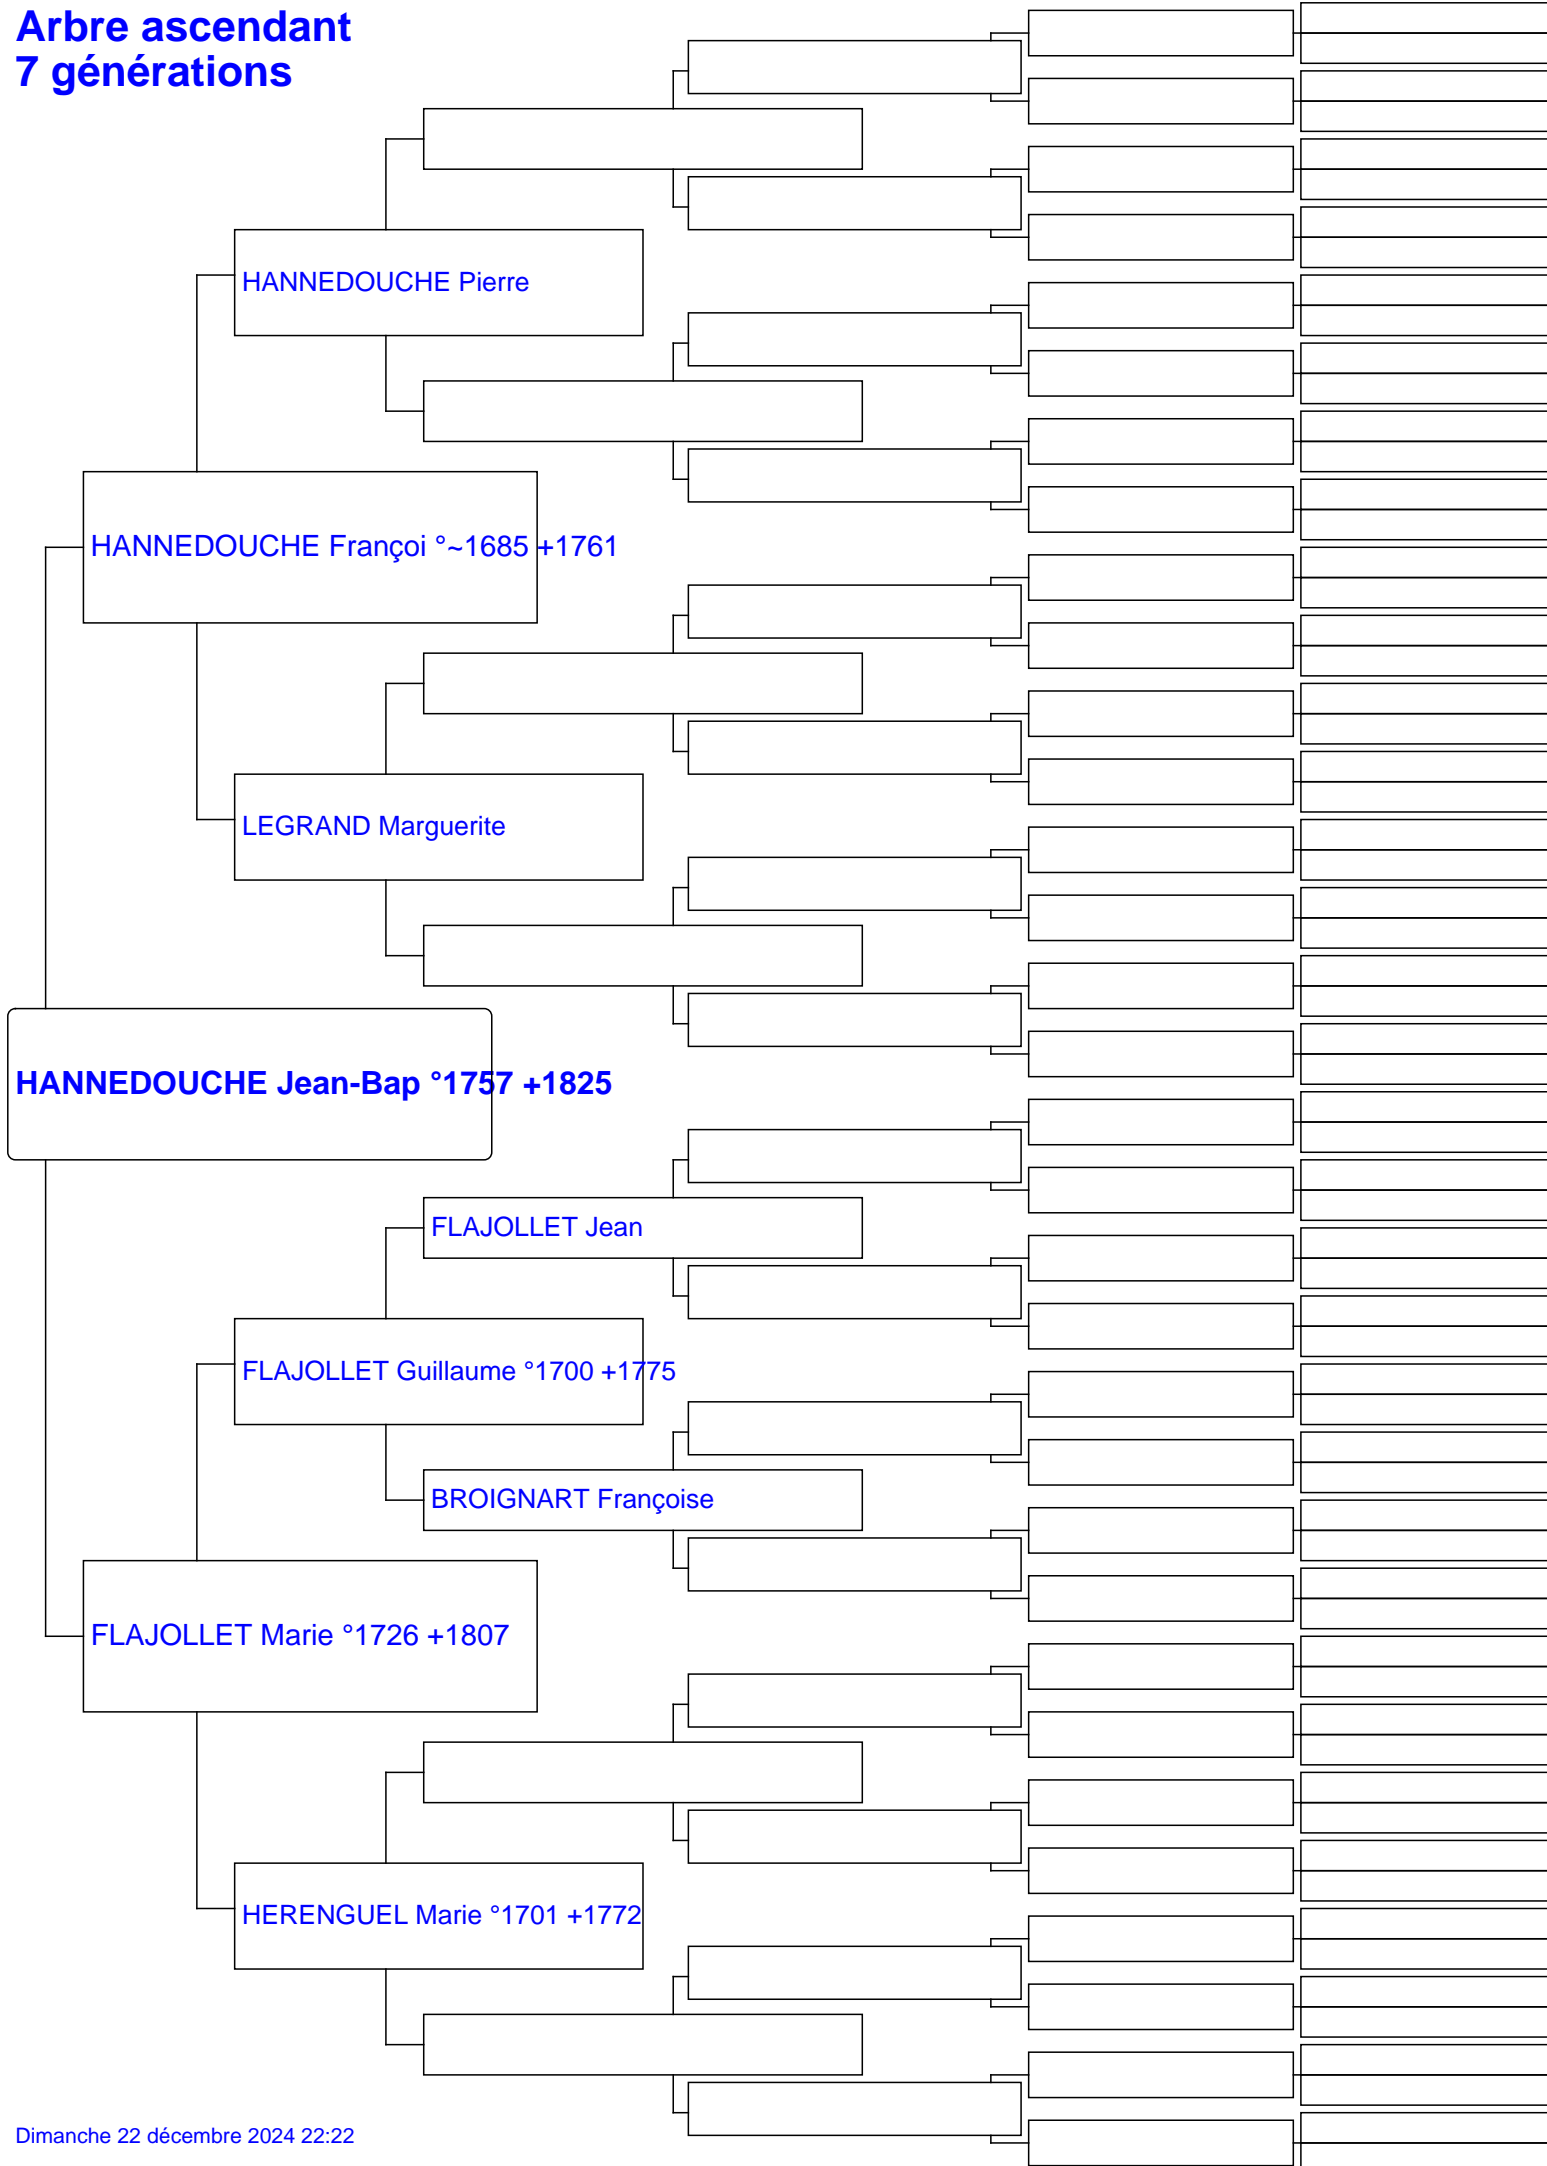 Arbre ascendant
7 générations
HANNEDOUCHE Pierre
HANNEDOUCHE Françoi °~1685 +1761
LEGRAND Marguerite
HANNEDOUCHE Jean-Bap °1757 +1825
FLAJOLLET Jean
FLAJOLLET Guillaume °1700 +1775
BROIGNART Françoise
FLAJOLLET Marie °1726 +1807
HERENGUEL Marie °1701 +1772
Dimanche 22 décembre 2024 22:22